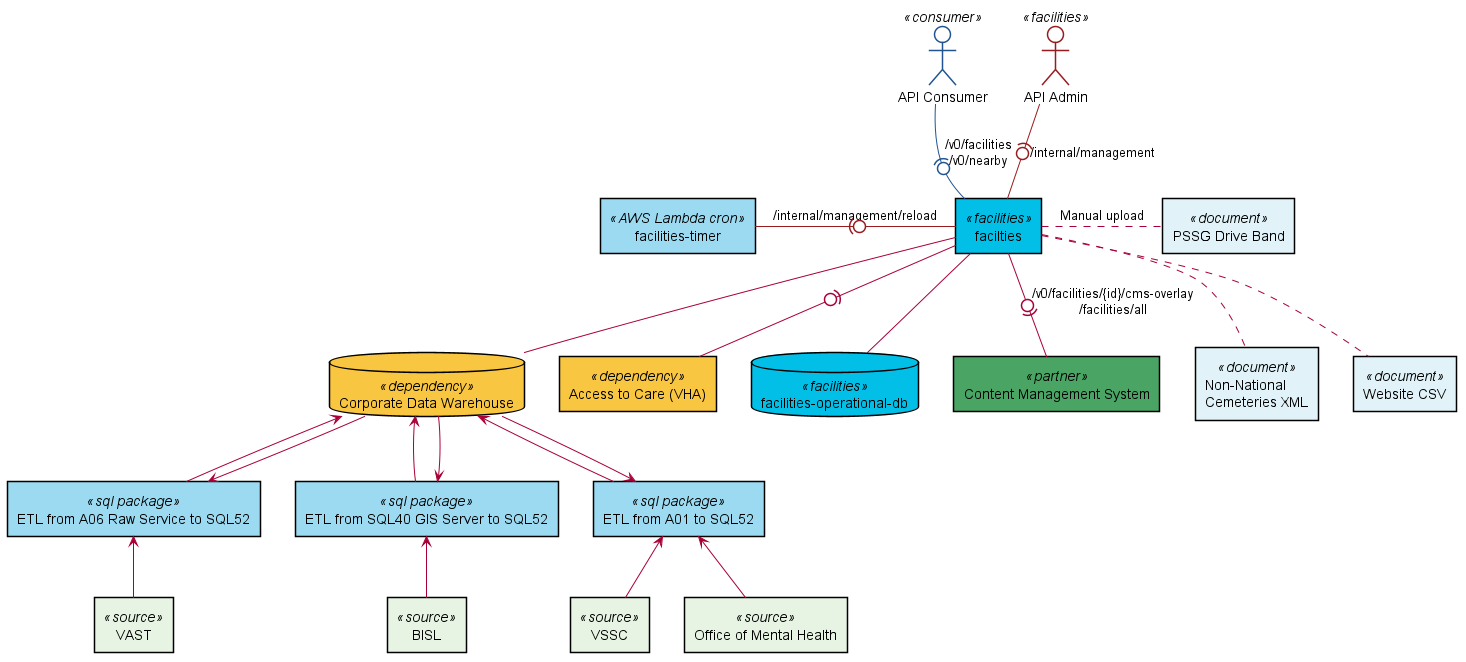 «consumer»
API Consumer
«facilities»
API Admin
/v0/facilities
/v0/nearby
/internal/management
«AWS Lambda cron»
facilities-timer
/internal/management/reload
«facilities»
facilties
Manual upload
«document»
PSSG Drive Band
/v0/facilities/{id}/cms-overlay
/facilities/all
«dependency»
Corporate Data Warehouse
«dependency»
Access to Care (VHA)
«facilities»
facilities-operational-db
«partner»
Content Management System
«document»
Non-National
Cemeteries XML
«document»
Website CSV
«sql package»
ETL from A06 Raw Service to SQL52
«sql package»
ETL from SQL40 GIS Server to SQL52
«sql package»
ETL from A01 to SQL52
«source»
VAST
«source»
BISL
«source»
VSSC
«source»
Office of Mental Health